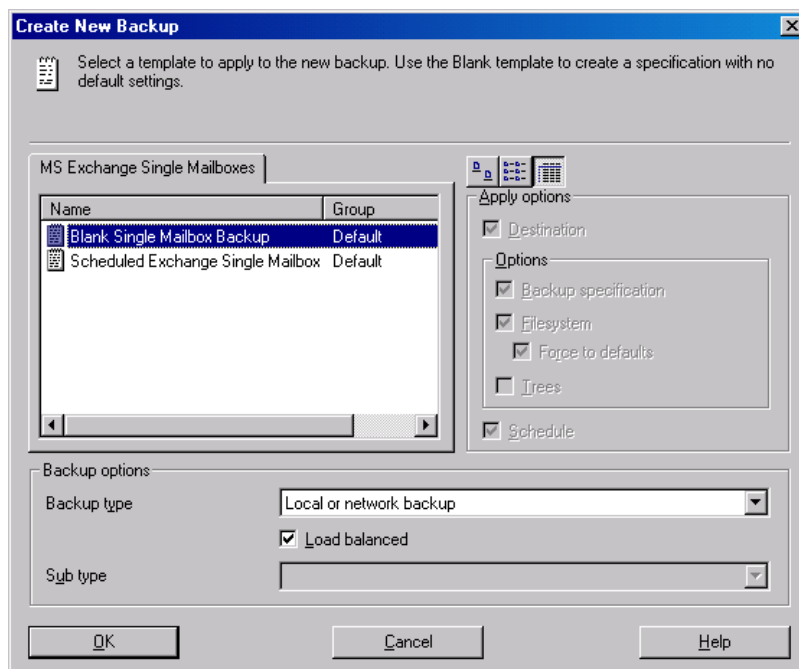 Create New Backup
Select a template to apply to the new backup. Use the Blank template to create a specification with no
default settings.
MS Exchange Single Mailboxes
Name Group
Blank Single Mailbox Backup Default
Scheduled Exchange Single Mailbox Default
Apply options
Destination
Options
Backup specification
Filesystem
Force to defaults
Trees
Schedule
Backup options
Backup type Local or network backup
Load balanced
Sub type
OK Cancel Help